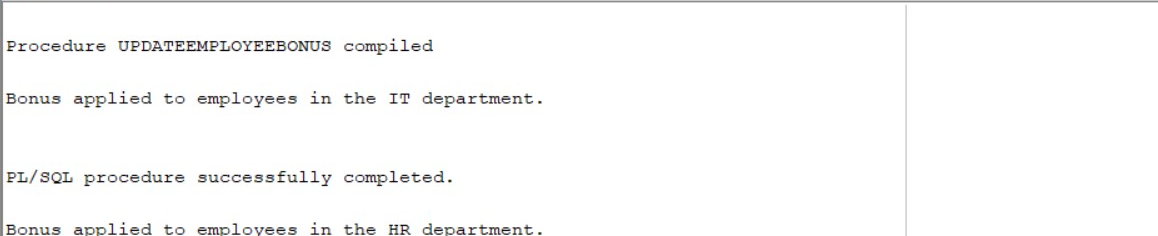 Procedure UPDATEEMPLOYEEBONUS compiled
Bonus applied to employees in the IT department.
PL/SQL procedure successfully completed.
Bonus applied to employees in the HR department.